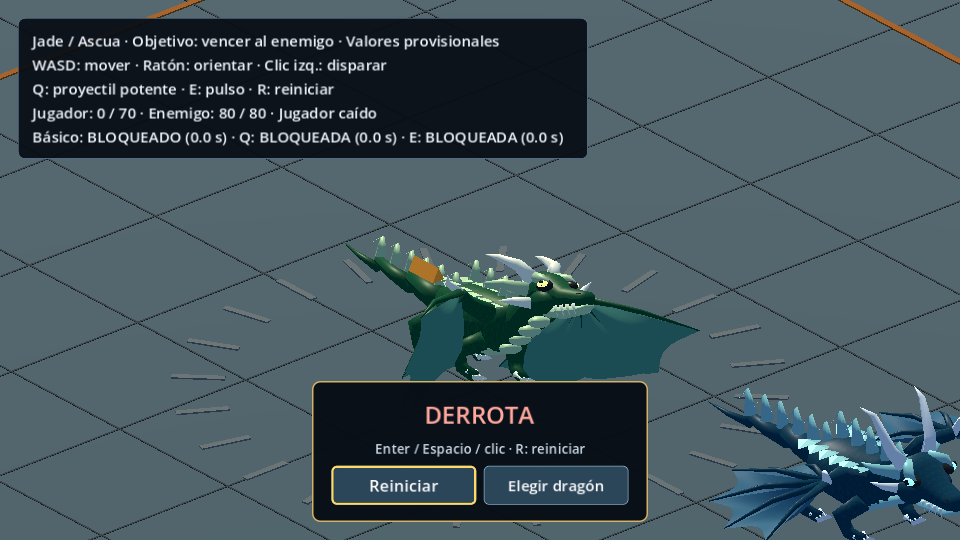 Jade / Ascua · Objetivo: vencer al enemigo · Valores provisionales
WASD: mover · Ratón: orientar · Clic izq.: disparar
Q: proyectil potente · E: pulso · R: reiniciar
Jugador: 0 / 70 · Enemigo: 80 / 80 · Jugador caído
Básico: BLOQUEADO (0.0 s) · Q: BLOQUEADA (0.0 s) · E: BLOQUEADA (0.0 s)
DERROTA
Enter / Espacio / clic · R: reiniciar
Reiniciar
Elegir dragón